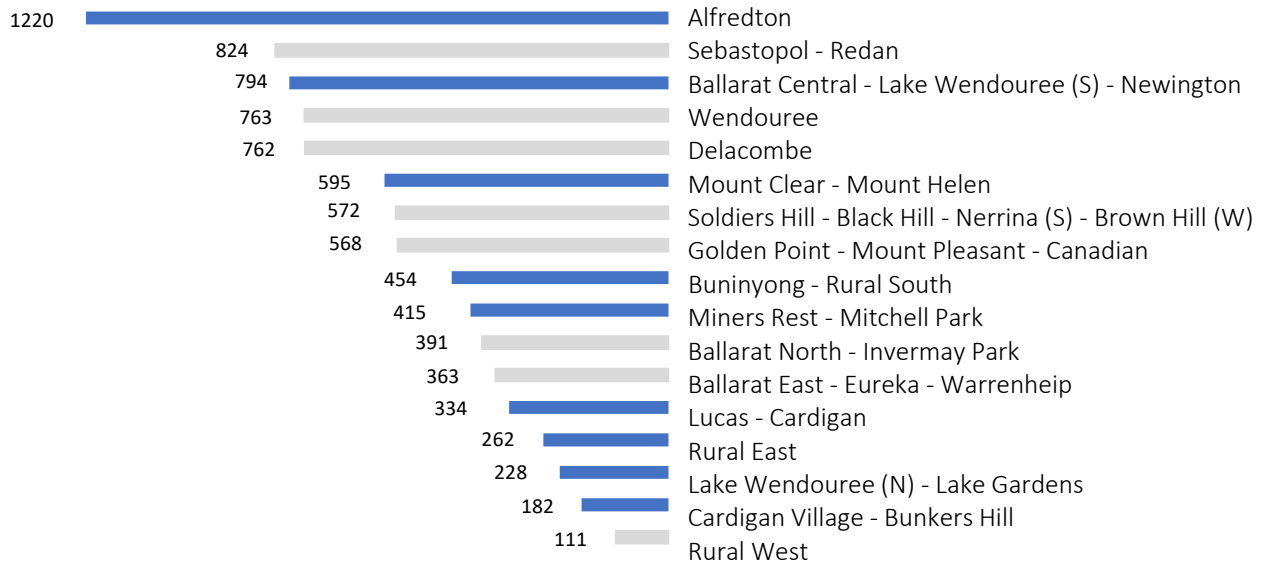 1220 Alfredton
824 Sebastopol - Redan
794 Ballarat Central - Lake Wendouree (S) - Newington
763 Wendouree
762 Delacombe
595 Mount Clear - Mount Helen
572 Soldiers Hill - Black Hill - Nerrina (S) - Brown Hill (W)
568 Golden Point - Mount Pleasant - Canadian
454 Buninyong - Rural South
415 Miners Rest - Mitchell Park
391 Ballarat North - Invermay Park
363 Ballarat East - Eureka - Warrenheip
334 Lucas - Cardigan
262 Rural East
228 Lake Wendouree (N) - Lake Gardens
182 Cardigan Village - Bunkers Hill
111 Rural West